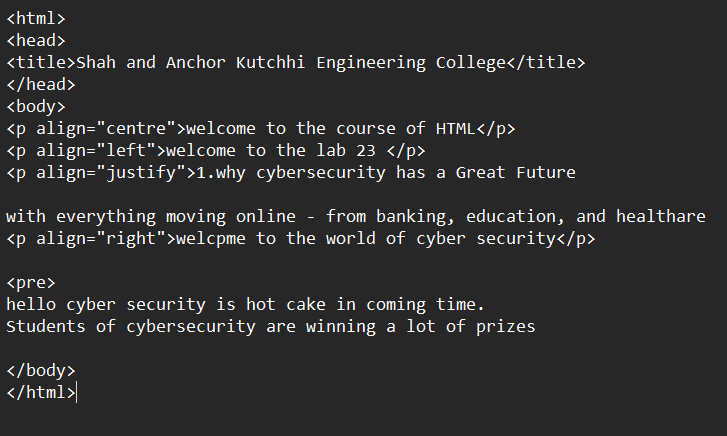 <html>
<head>
<title>Shah and Anchor Kutchhi Engineering College</title>
</head>
<body>
<p align="centre">welcome to the course of HTML</p>
<p align="left">welcome to the lab 23 </p>
<p align="justify">1.why cybersecurity has a Great Future
with everything moving online - from banking, education, and healthare
<p align="right">welcpme to the world of cyber security</p>
<pre>
hello cyber security is hot cake in coming time.
Students of cybersecurity are winning a lot of prizes
</body>
</html>